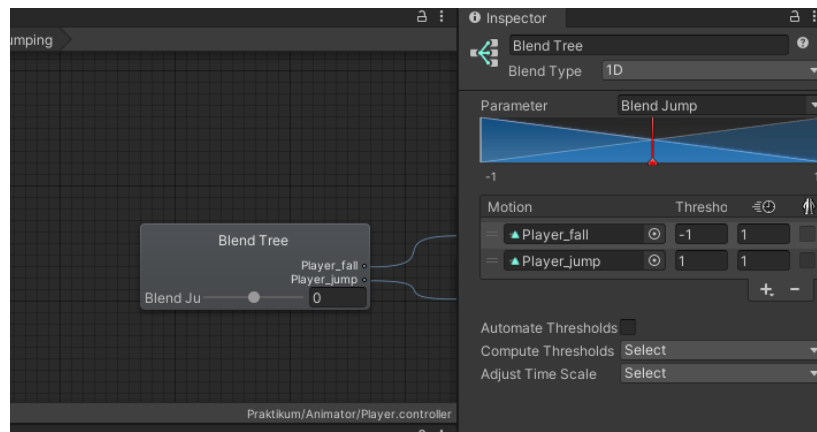 umping
Blend Tree
Player_fall
Player_jump
Blend Ju
0
Praktikum/Animator/Player.controller
Inspector
Blend Tree
Blend Type 1D
Parameter Blend Jump
-1
Motion Thresho
Player_fall -1 1
Player_jump 1 1
Automate Thresholds
Compute Thresholds Select
Adjust Time Scale Select